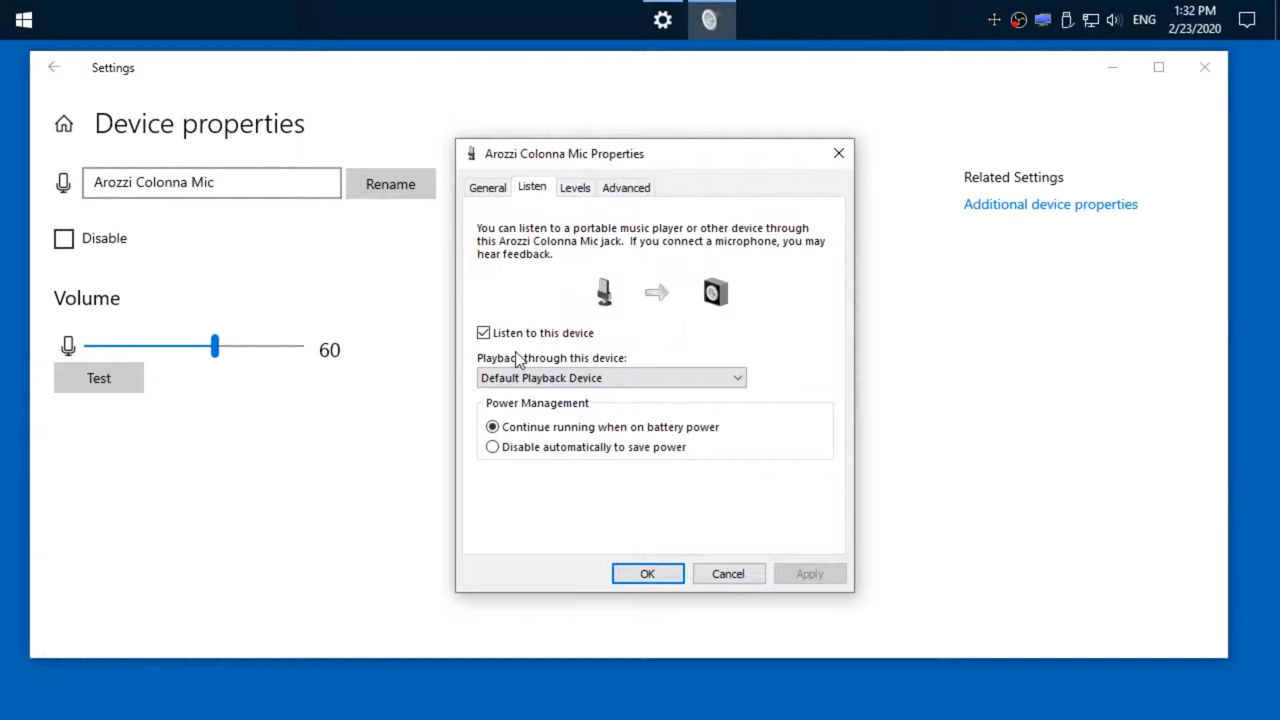 1:32 PM
ENG
2/23/2020
Settings
Device properties
Arozzi Colonna Mic
Rename
Disable
Volume
60
Test
Arozzi Colonna Mic Properties
General
Listen
Levels
Advanced
You can listen to a portable music player or other device through
this Arozzi Colonna Mic jack. If you connect a microphone, you may
hear feedback.
Listen to this device
Playback through this device:
Default Playback Device
Power Management
Continue running when on battery power
Disable automatically to save power
OK
Cancel
Apply
Related Settings
Additional device properties